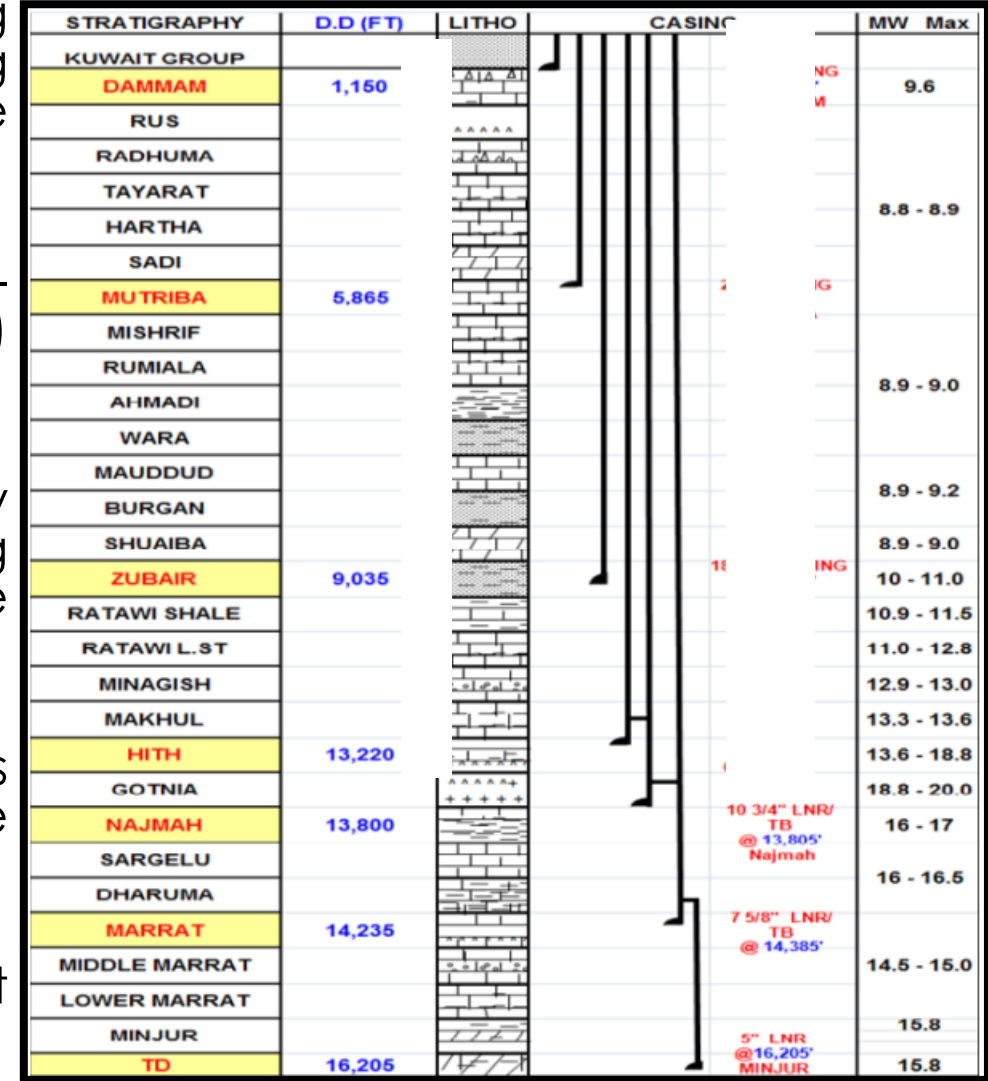 STRATIGRAPHY D.D (FT) LITHO CASING MW Max
KUWAIT GROUP
DAMMAM 1,150 NG 9.6
M
RUS
RADHUMA
TAYARAT
8.8 - 8.9
HARTHA
SADI
MUTRIBA 5,865 2 G
MISHRIF
RUMIALA
8.9 - 9.0
AHMADI
WARA
MAUDDUD
8.9 - 9.2
BURGAN
SHUAIBA 8.9 - 9.0
ZUBAIR 9,035 18 ING 10 - 11.0
RATAWI SHALE 10.9 - 11.5
RATAWI L.ST 11.0 - 12.8
MINAGISH 12.9 - 13.0
MAKHUL 13.3 - 13.6
HITH 13,220 13.6 - 18.8
GOTNIA 18.8 - 20.0
10 3/4" LNR/
NAJMAH 13,800 TB 16 - 17
@ 13,805'
Najmah
SARGELU
16 - 16.5
DHARUMA
7 5/8" LNR/
MARRAT 14,235 TB
@ 14,385'
MIDDLE MARRAT 14.5 - 15.0
LOWER MARRAT
15.8
MINJUR
5" LNR
@16,205'
TD 16,205 MINJUR 15.8